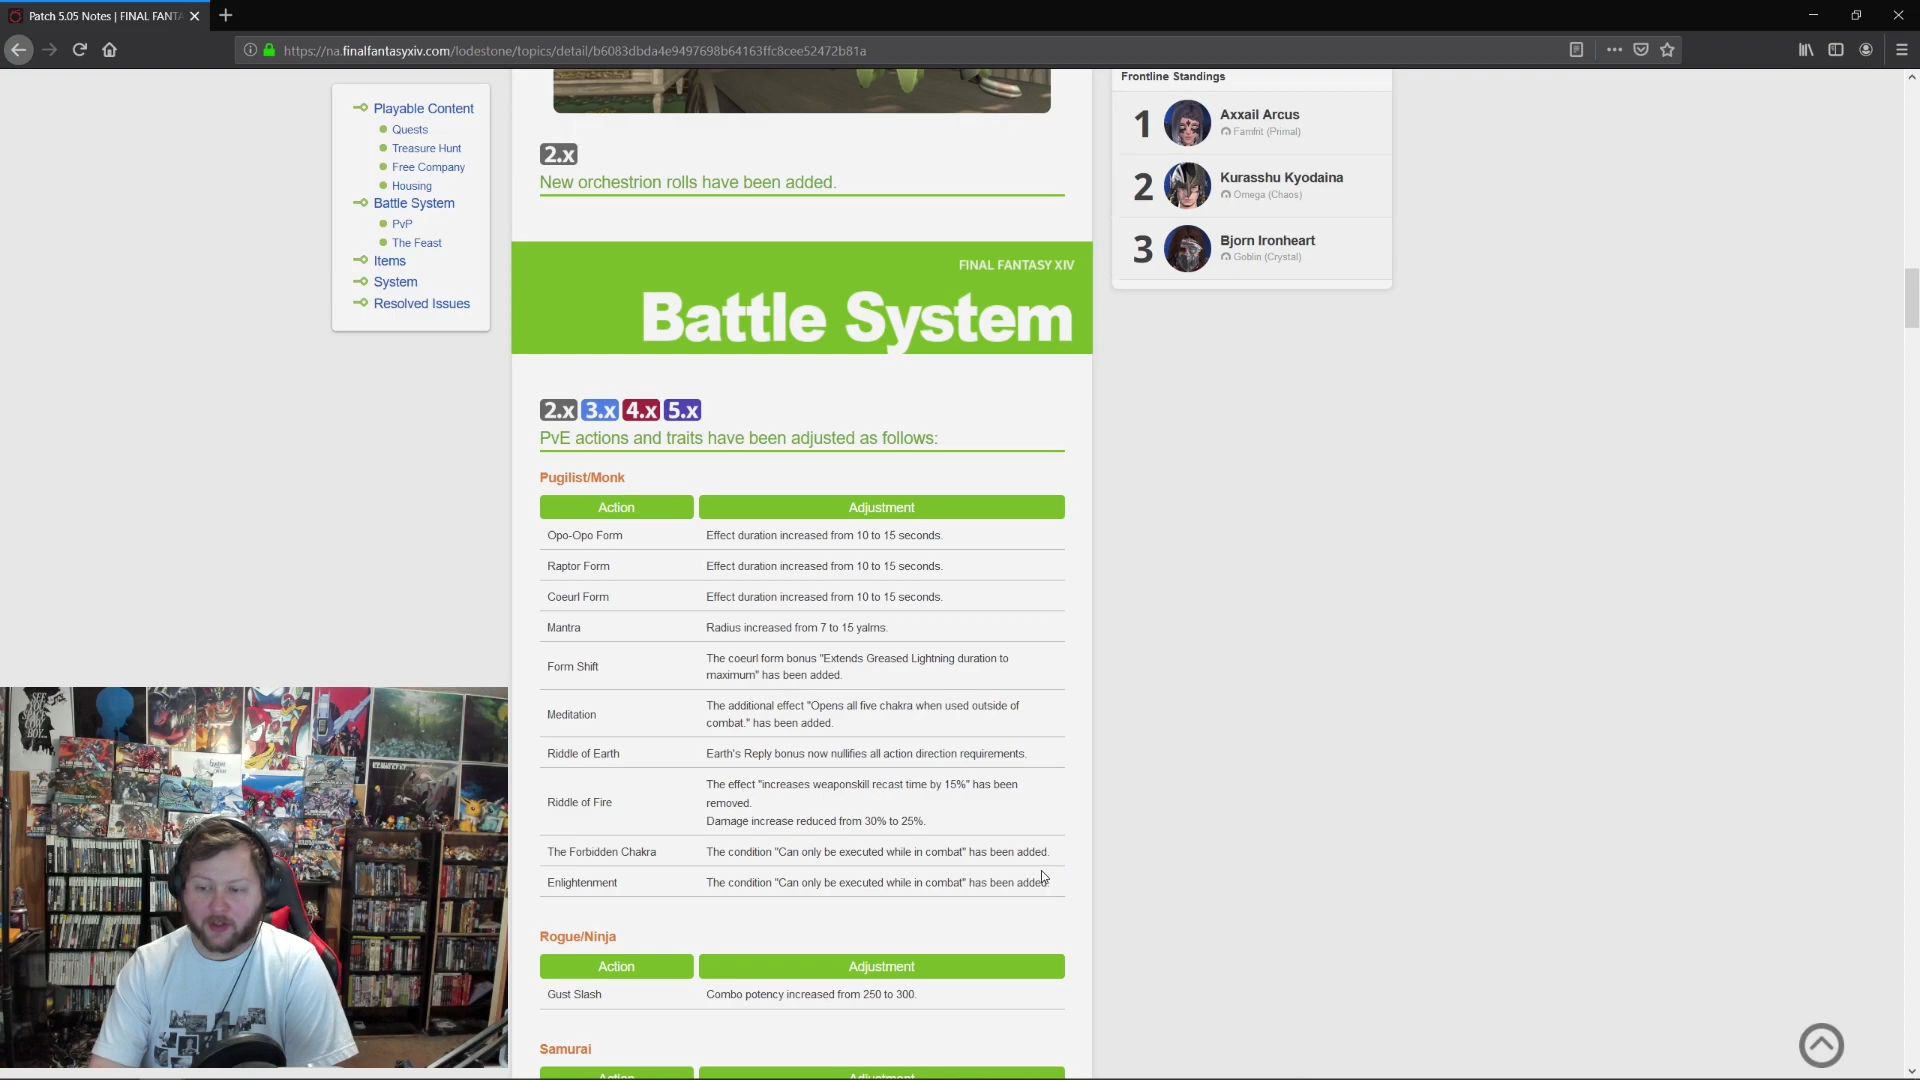 Patch 5.05 Notes | FINAL FANTA
https://na.finalfantasyxiv.com/lodestone/topics/detail/b6083dbda4e9497698b64163ffc8cee52472b81a
Playable Content
Quests
Treasure Hunt
Free Company
Housing
Battle System
PvP
The Feast
Items
System
Resolved Issues
2.x
New orchestrion rolls have been added.
FINAL FANTASY XIV
Battle System
2.x 3.x 4.x 5.x
PvE actions and traits have been adjusted as follows:
Pugilist/Monk
Action Adjustment
Opo-Opo Form Effect duration increased from 10 to 15 seconds.
Raptor Form Effect duration increased from 10 to 15 seconds.
Coeurl Form Effect duration increased from 10 to 15 seconds.
Mantra Radius increased from 7 to 15 yalms.
Form Shift The coeurl form bonus "Extends Greased Lightning duration to
maximum" has been added.
Meditation The additional effect "Opens all five chakra when used outside of
combat." has been added.
Riddle of Earth Earth's Reply bonus now nullifies all action direction requirements.
Riddle of Fire The effect "increases weaponskill recast time by 15%" has been
removed.
Damage increase reduced from 30% to 25%.
The Forbidden Chakra The condition "Can only be executed while in combat" has been added.
Enlightenment The condition "Can only be executed while in combat" has been added.
Rogue/Ninja
Action Adjustment
Gust Slash Combo potency increased from 250 to 300.
Samurai
Action Adjustment
Frontline Standings
1 Axxail Arcus
Famfrit (Primal)
2 Kurasshu Kyodaina
Omega (Chaos)
3 Bjorn Ironheart
Goblin (Crystal)
SEE
YOU
SPACE
COW
BOY...